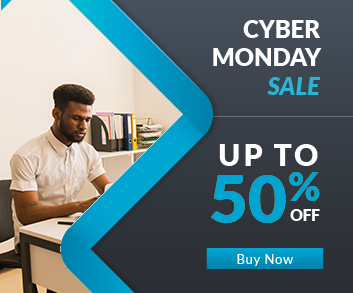 CYBER
MONDAY
SALE
UP TO
50%
OFF
Buy Now